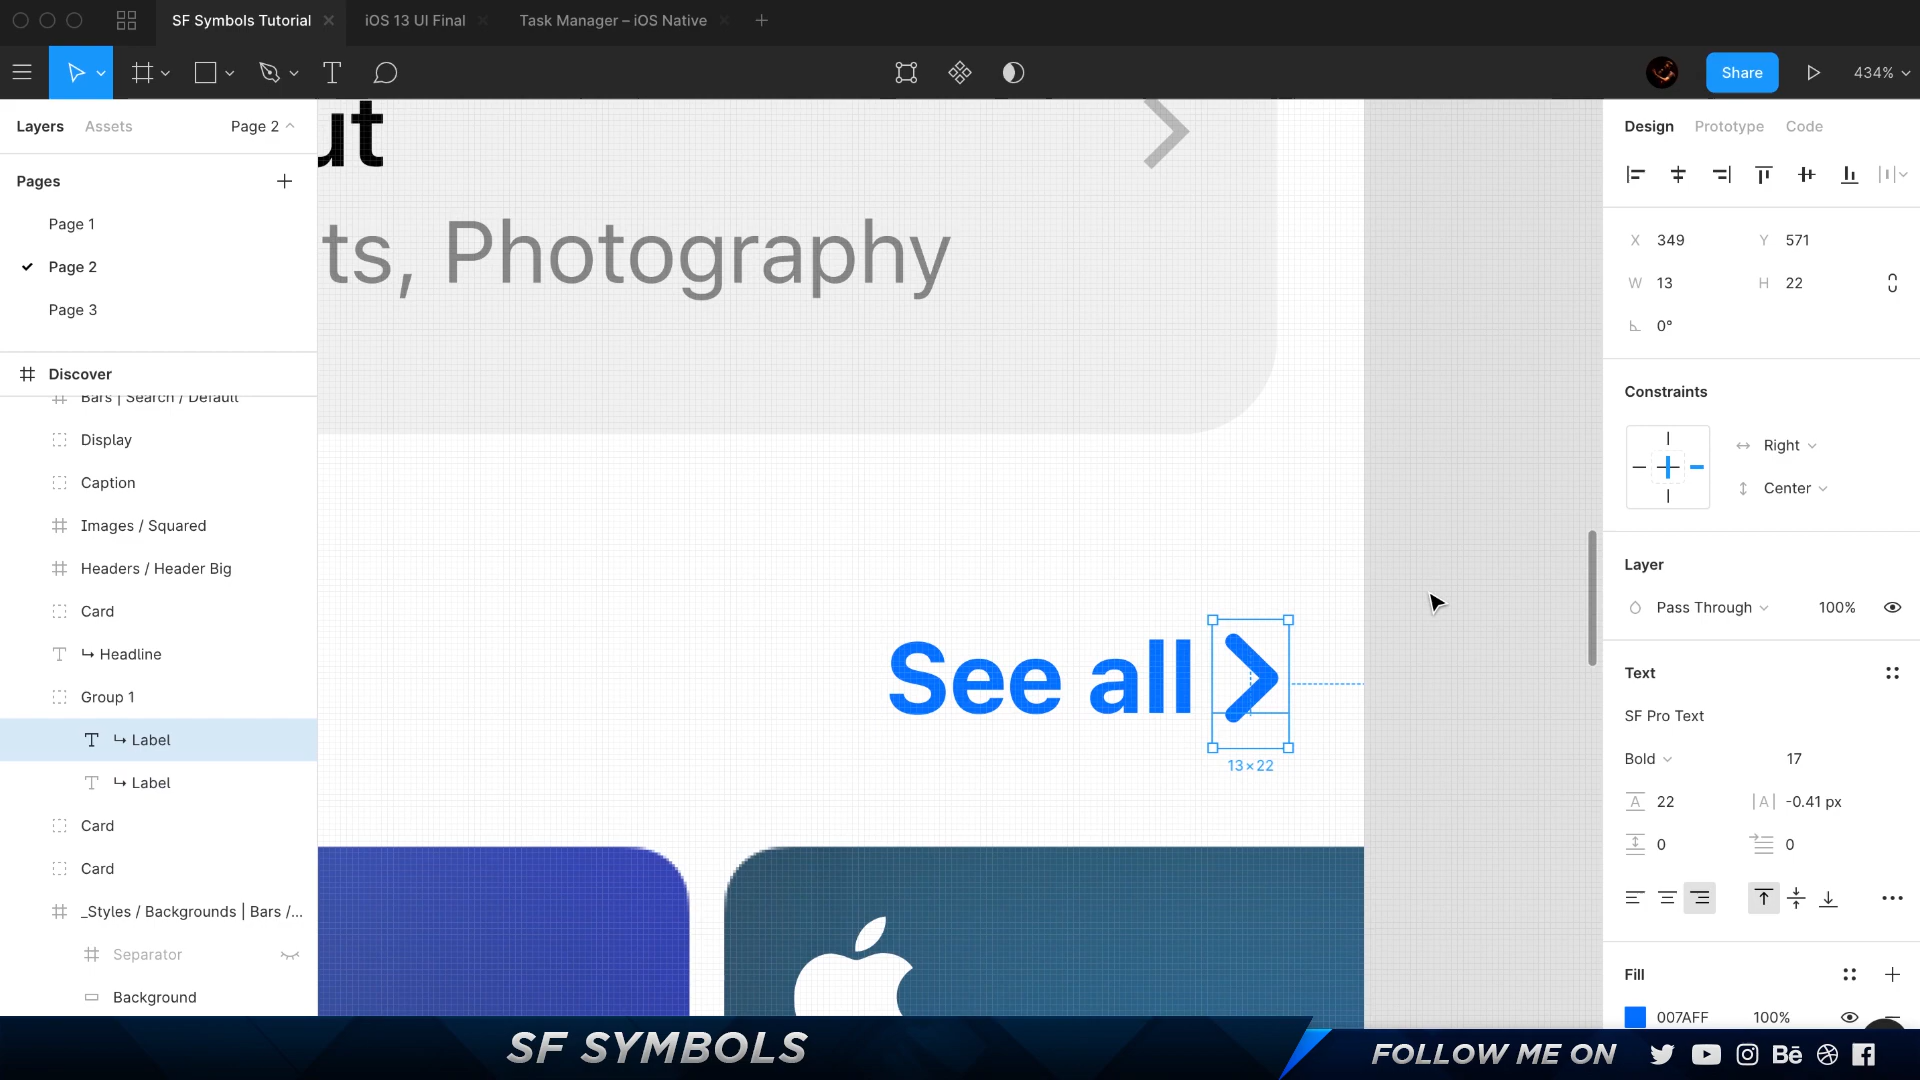 SF Symbols Tutorial
iOS 13 UI Final
Task Manager – iOS Native
Share
434%
Layers
Assets
Page 2
Pages
Page 1
Page 2
Page 3
Discover
Bars | Search / Default
Display
Caption
Images / Squared
Headers / Header Big
Card
↳ Headline
Group 1
↳ Label
↳ Label
Card
Card
_Styles / Backgrounds | Bars /...
Separator
Background
ut
ts, Photography
See all
13×22
Design
Prototype
Code
X 349
Y 571
W 13
H 22
0°
Constraints
Right
Center
Layer
Pass Through
100%
Text
SF Pro Text
Bold
17
22
-0.41 px
0
0
Fill
007AFF
100%
SF SYMBOLS
FOLLOW ME ON
Bē